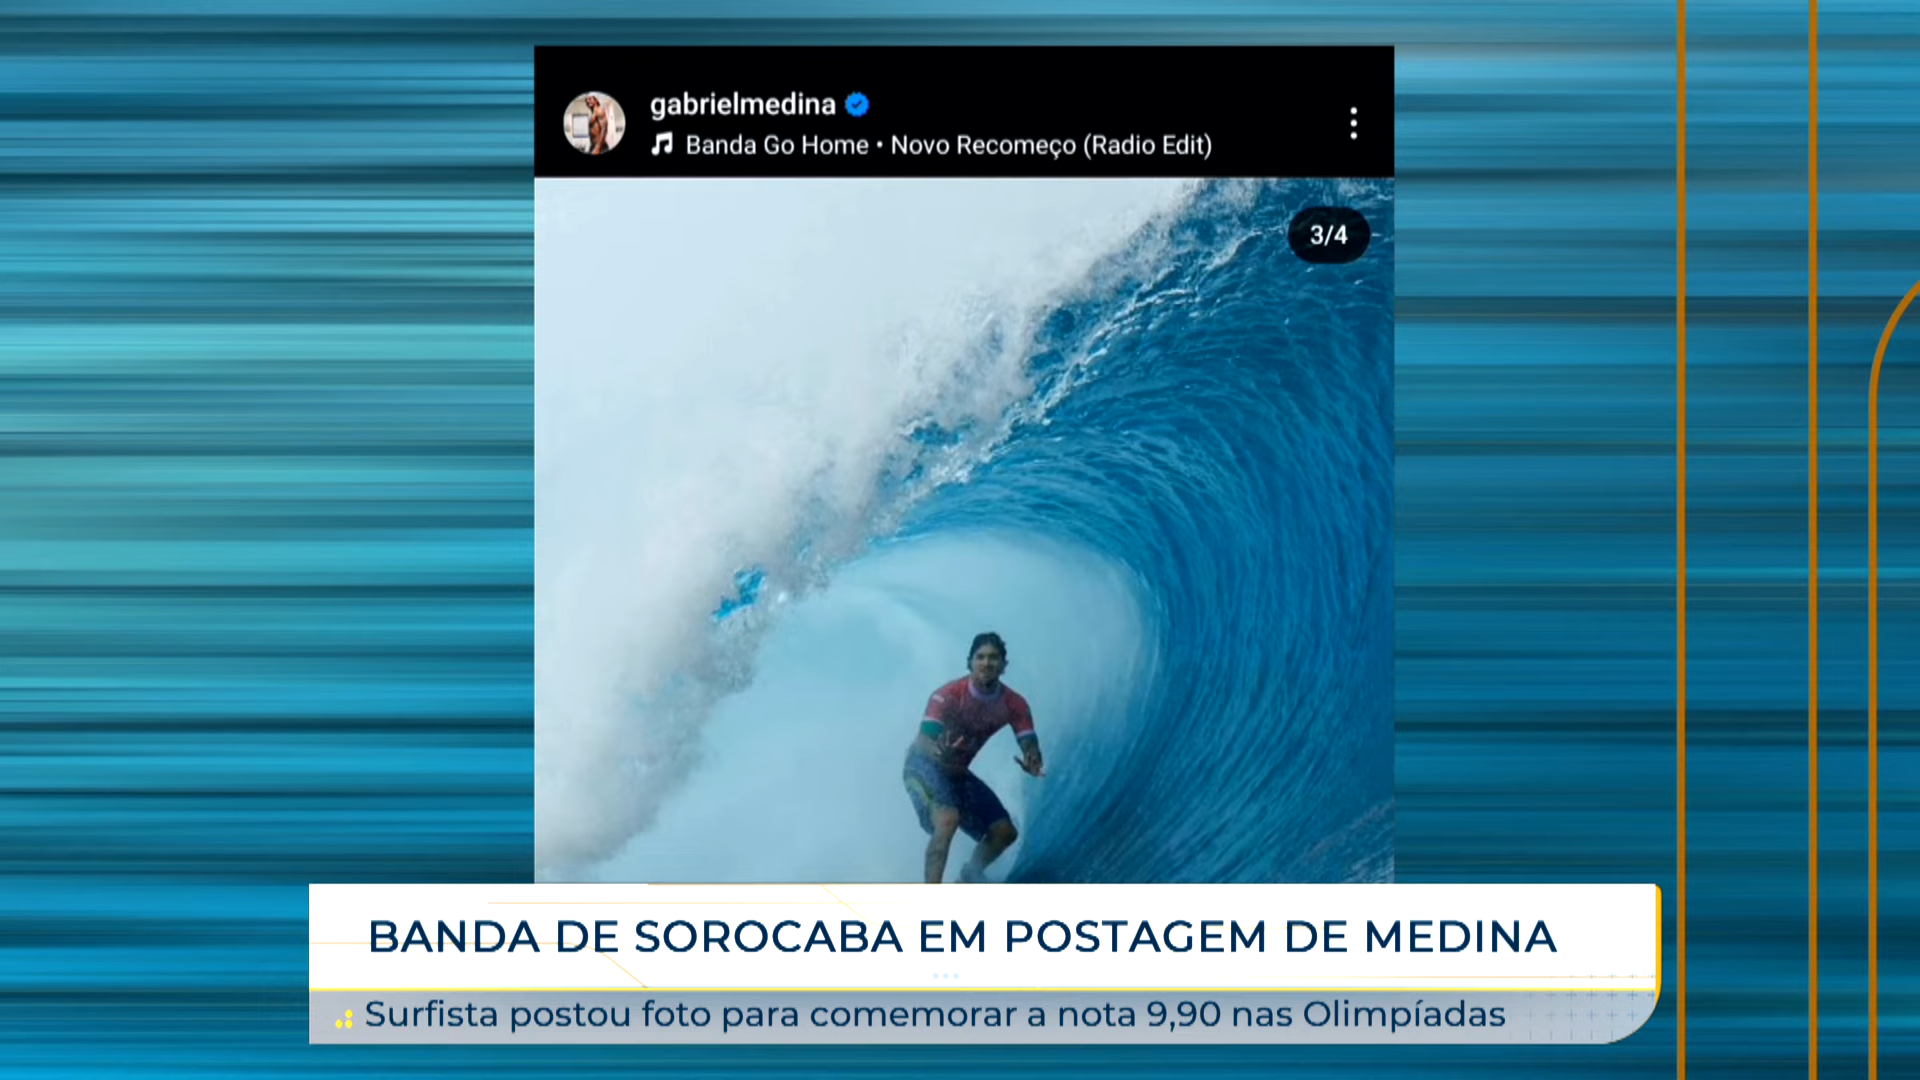 gabrielmedina
Banda Go Home • Novo Recomeço (Radio Edit)
3/4
BANDA DE SOROCABA EM POSTAGEM DE MEDINA
Surfista postou foto para comemorar a nota 9,90 nas Olimpíadas